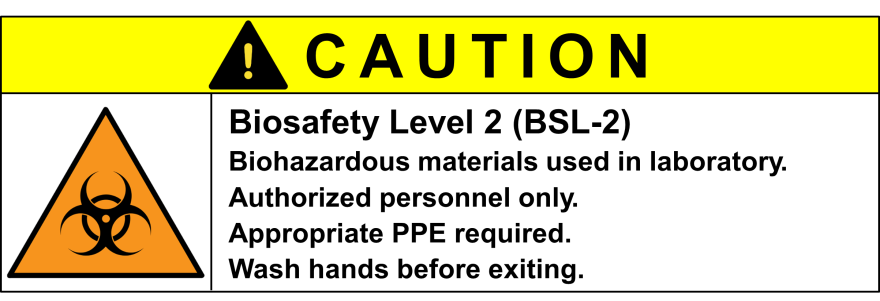 CAUTION
Biosafety Level 2 (BSL-2)
Biohazardous materials used in laboratory.
Authorized personnel only.
Appropriate PPE required.
Wash hands before exiting.